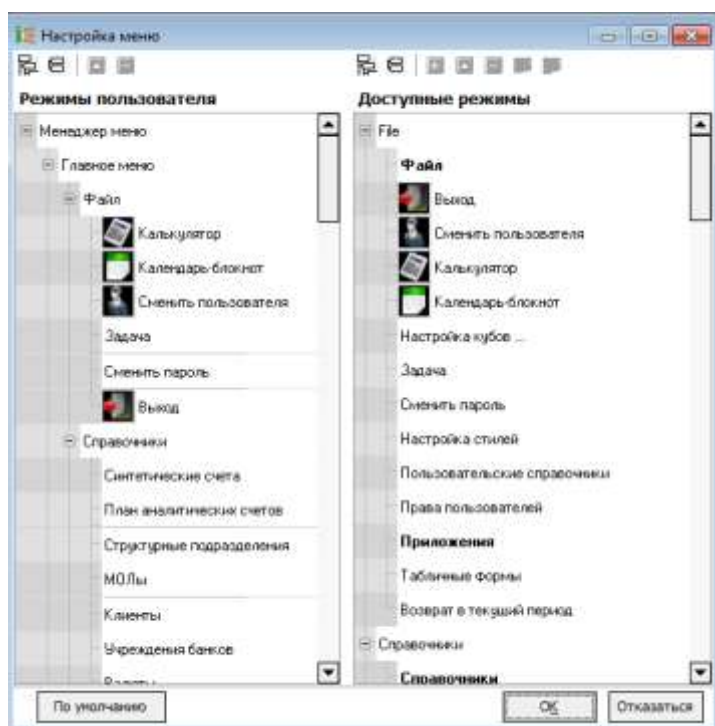 Настройка меню
Режимы пользователя
Менеджер меню
Главное меню
Файл
Калькулятор
Календарь-блокнот
Сменить пользователя
Задача
Сменить пароль
Выход
Справочники
Синтетические счета
План аналитических счетов
Структурные подразделения
МОЛы
Клиенты
Учреждения банков
Валюты
Доступные режимы
File
Файл
Выход
Сменить пользователя
Калькулятор
Календарь-блокнот
Настройка кубов ...
Задача
Сменить пароль
Настройка стилей
Пользовательские справочники
Права пользователей
Приложения
Табличные формы
Возврат в текущий период
Справочники
Справочники
По умолчанию
OK
Отказаться